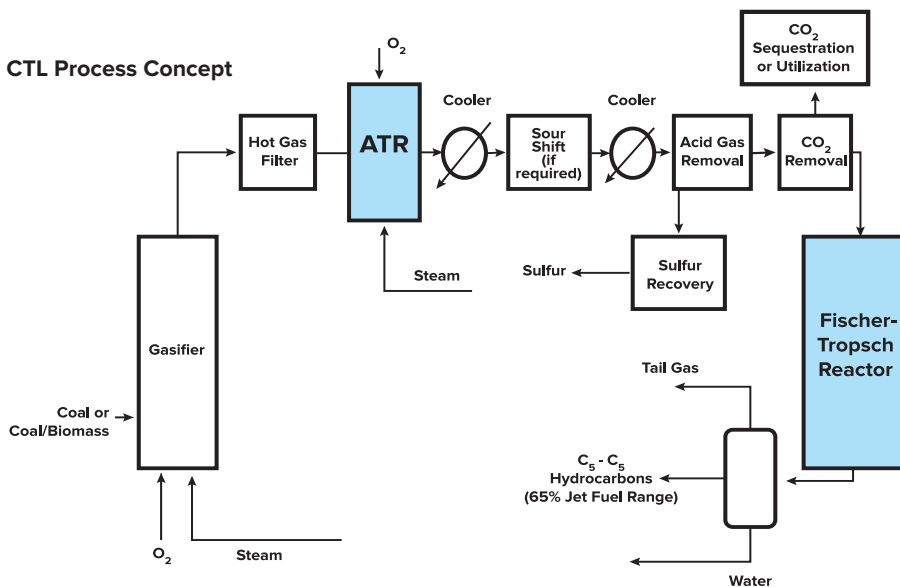 CTL Process Concept
O₂
CO₂
Sequestration
or Utilization
Hot Gas
Filter
ATR
Cooler
Sour
Shift
(if
required)
Cooler
Acid Gas
Removal
CO₂
Removal
Steam
Sulfur
Sulfur
Recovery
Gasifier
Fischer-
Tropsch
Reactor
Tail Gas
Coal or
Coal/Biomass
C₅ - C₅
Hydrocarbons
(65% Jet Fuel Range)
O₂
Steam
Water